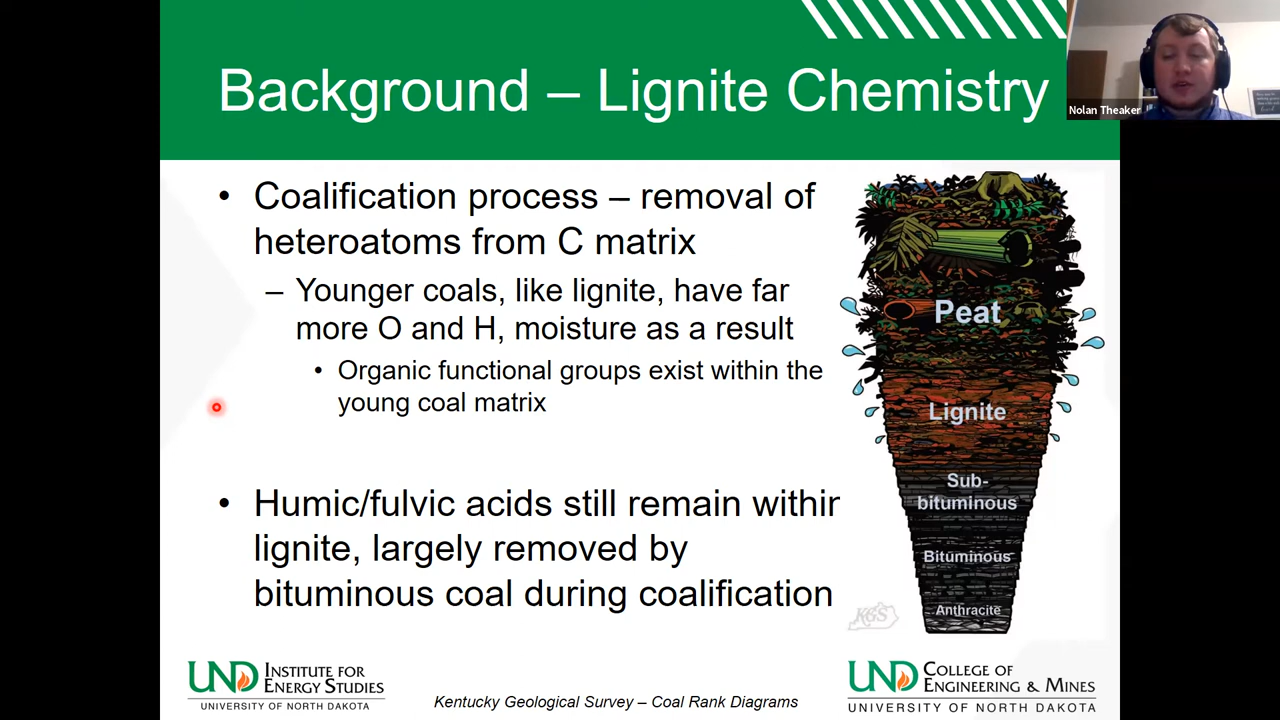 Background – Lignite Chemistry
Nolan Theaker
• Coalification process – removal of
heteroatoms from C matrix
– Younger coals, like lignite, have far
more O and H, moisture as a result
• Organic functional groups exist within the
young coal matrix
• Humic/fulvic acids still remain within
lignite, largely removed by
bituminous coal during coalification
Peat
Lignite
Sub-
bituminous
Bituminous
Anthracite
KGS
UND INSTITUTE FOR
ENERGY STUDIES
UNIVERSITY OF NORTH DAKOTA
Kentucky Geological Survey – Coal Rank Diagrams
UND COLLEGE OF
ENGINEERING & MINES
UNIVERSITY OF NORTH DAKOTA